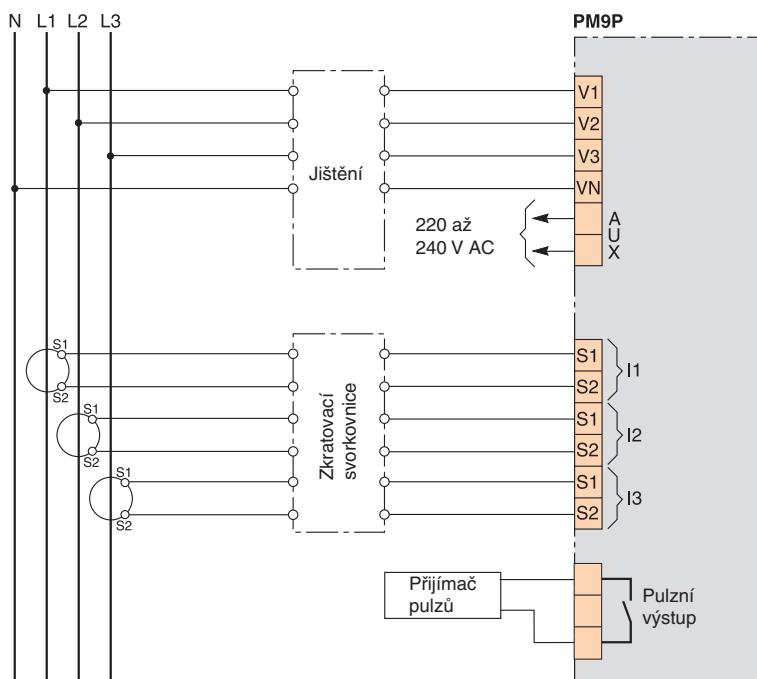 N L1 L2 L3
PM9P
V1
V2
V3
VN
Jištění
220 až
240 V AC
A
U
X
S1
S2
S1
S2
S1
S2
Zkratovací
svorkovnice
S1
S2
I1
S1
S2
I2
S1
S2
I3
Přijímač
pulzů
Pulzní
výstup